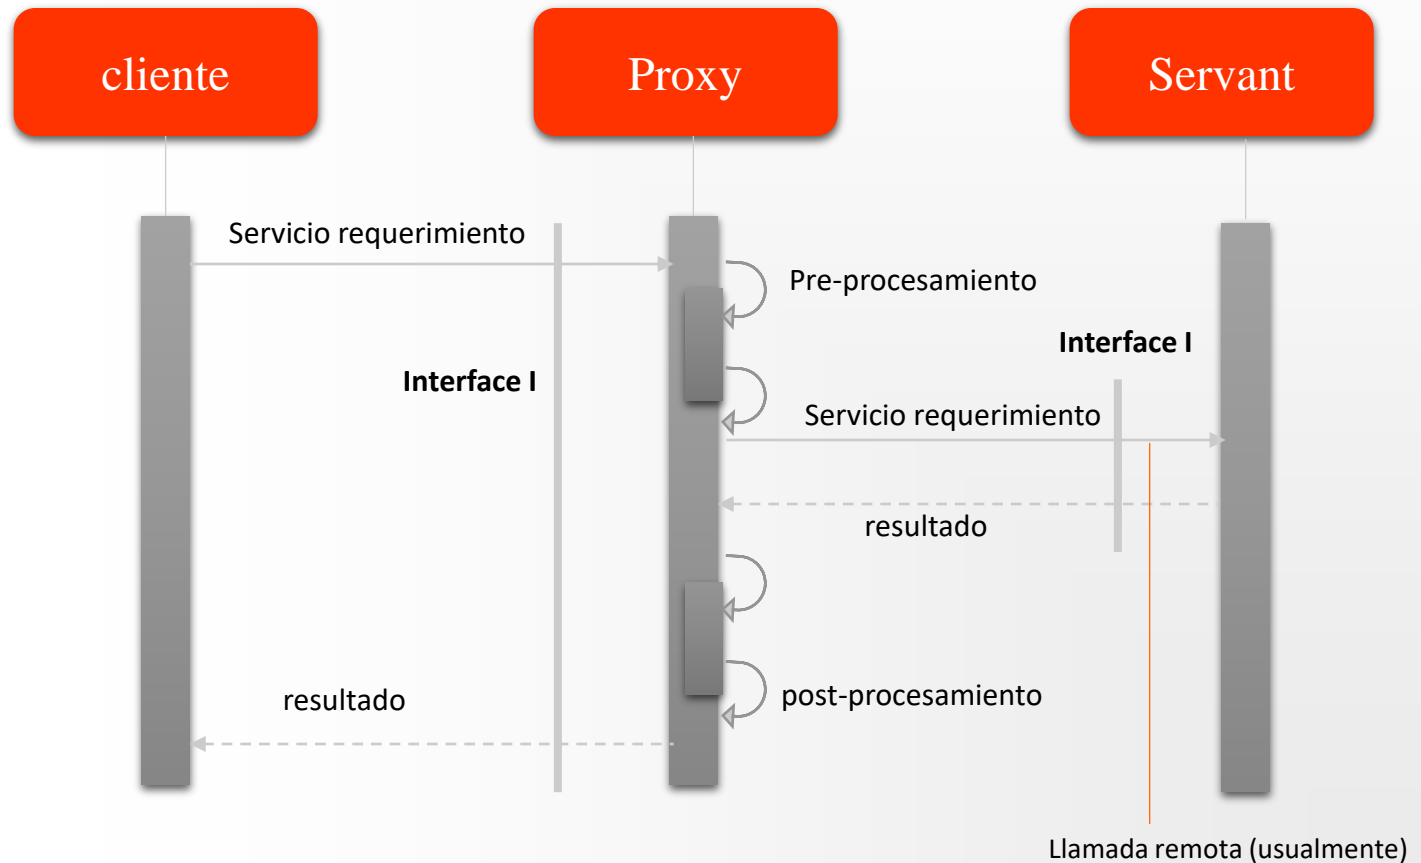 cliente
Proxy
Servant
Servicio requerimiento
Pre-procesamiento
Interface I
Interface I
Servicio requerimiento
resultado
post-procesamiento
resultado
Llamada remota (usualmente)